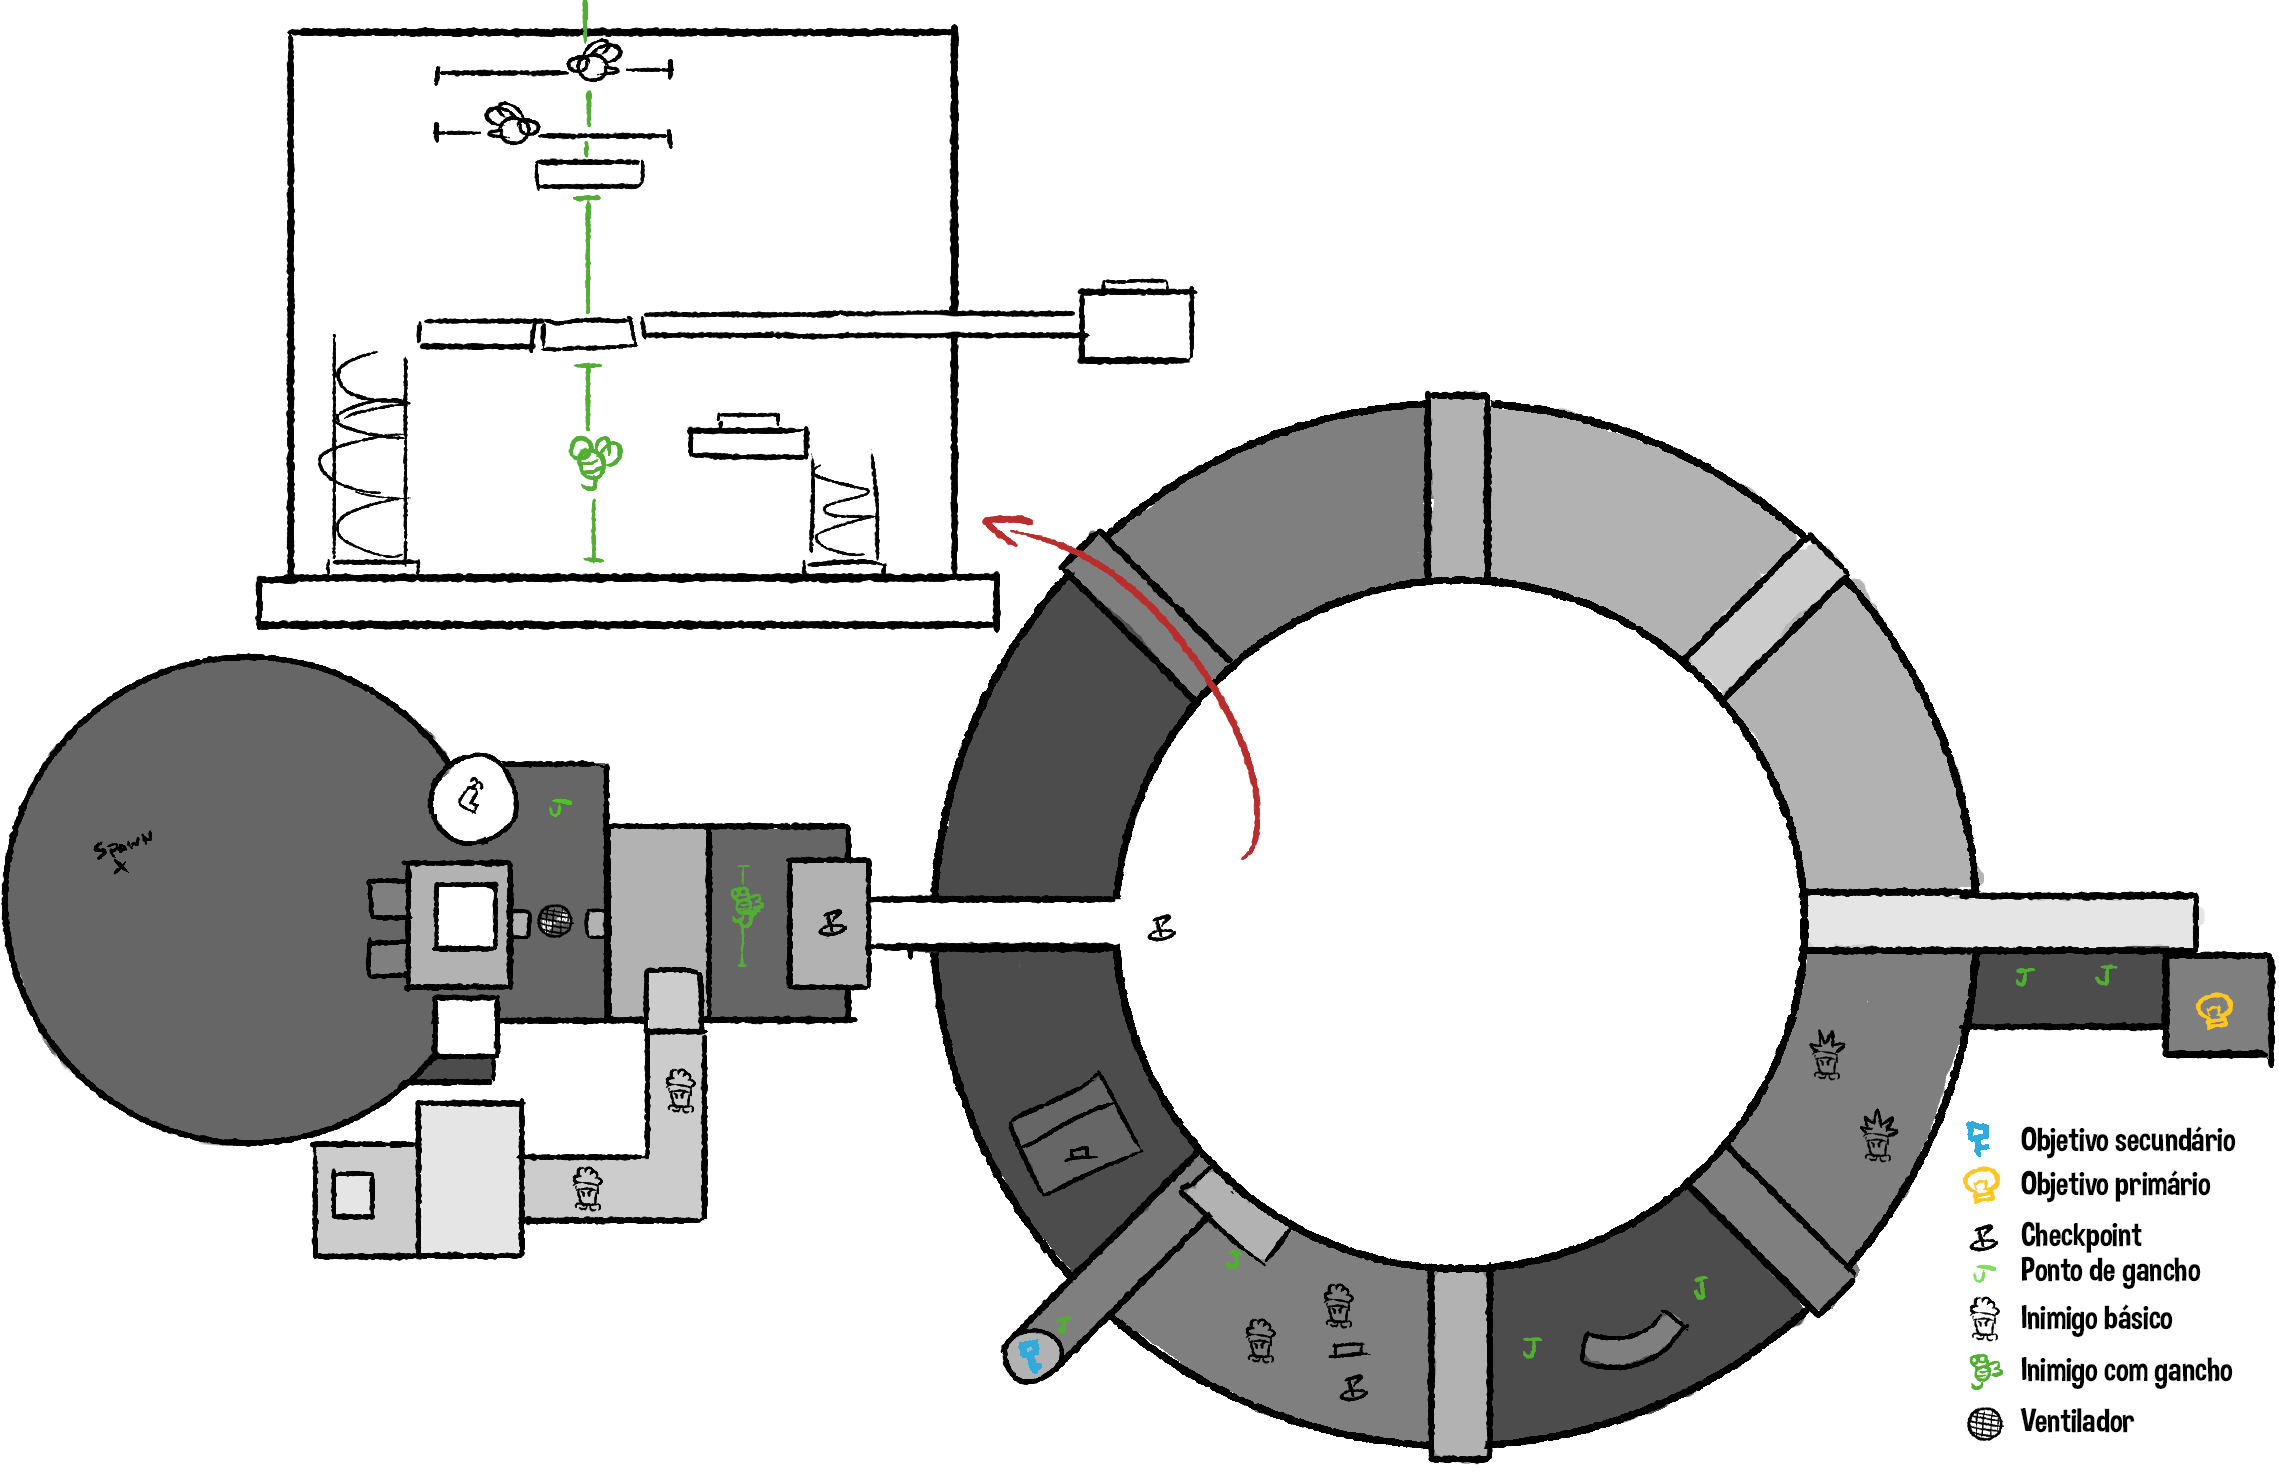 SPAWN
Objetivo secundário
Objetivo primário
Checkpoint
Ponto de gancho
Inimigo básico
Inimigo com gancho
Ventilador